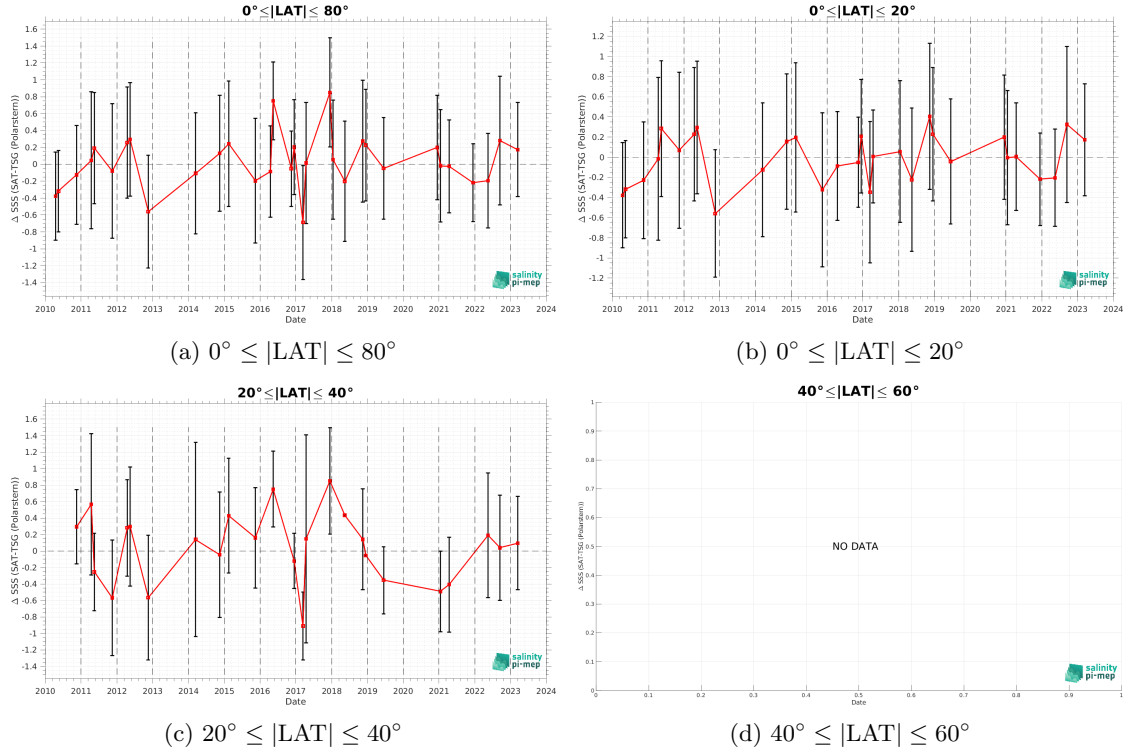 0°≤|LAT|≤ 80°
Δ SSS (SAT-TSG (Polarstern))
1.6
1.4
1.2
1
0.8
0.6
0.4
0.2
0
-0.2
-0.4
-0.6
-0.8
-1
-1.2
-1.4
2010 2011 2012 2013 2014 2015 2016 2017 2018 2019 2020 2021 2022 2023 2024
Date
salinity
pi-mep
(a) 0° ≤ |LAT| ≤ 80°
0°≤|LAT|≤ 20°
Δ SSS (SAT-TSG (Polarstern))
1.2
1
0.8
0.6
0.4
0.2
0
-0.2
-0.4
-0.6
-0.8
-1
-1.2
2010 2011 2012 2013 2014 2015 2016 2017 2018 2019 2020 2021 2022 2023 2024
Date
salinity
pi-mep
(b) 0° ≤ |LAT| ≤ 20°
20°≤|LAT|≤ 40°
Δ SSS (SAT-TSG (Polarstern))
1.6
1.4
1.2
1
0.8
0.6
0.4
0.2
0
-0.2
-0.4
-0.6
-0.8
-1
-1.2
-1.4
2010 2011 2012 2013 2014 2015 2016 2017 2018 2019 2020 2021 2022 2023 2024
Date
salinity
pi-mep
(c) 20° ≤ |LAT| ≤ 40°
40°≤|LAT|≤ 60°
Δ SSS (SAT-TSG (Polarstern))
1
0.9
0.8
0.7
0.6
0.5
0.4
0.3
0.2
0.1
0
NO DATA
0 0.1 0.2 0.3 0.4 0.5 0.6 0.7 0.8 0.9 1
Date
salinity
pi-mep
(d) 40° ≤ |LAT| ≤ 60°